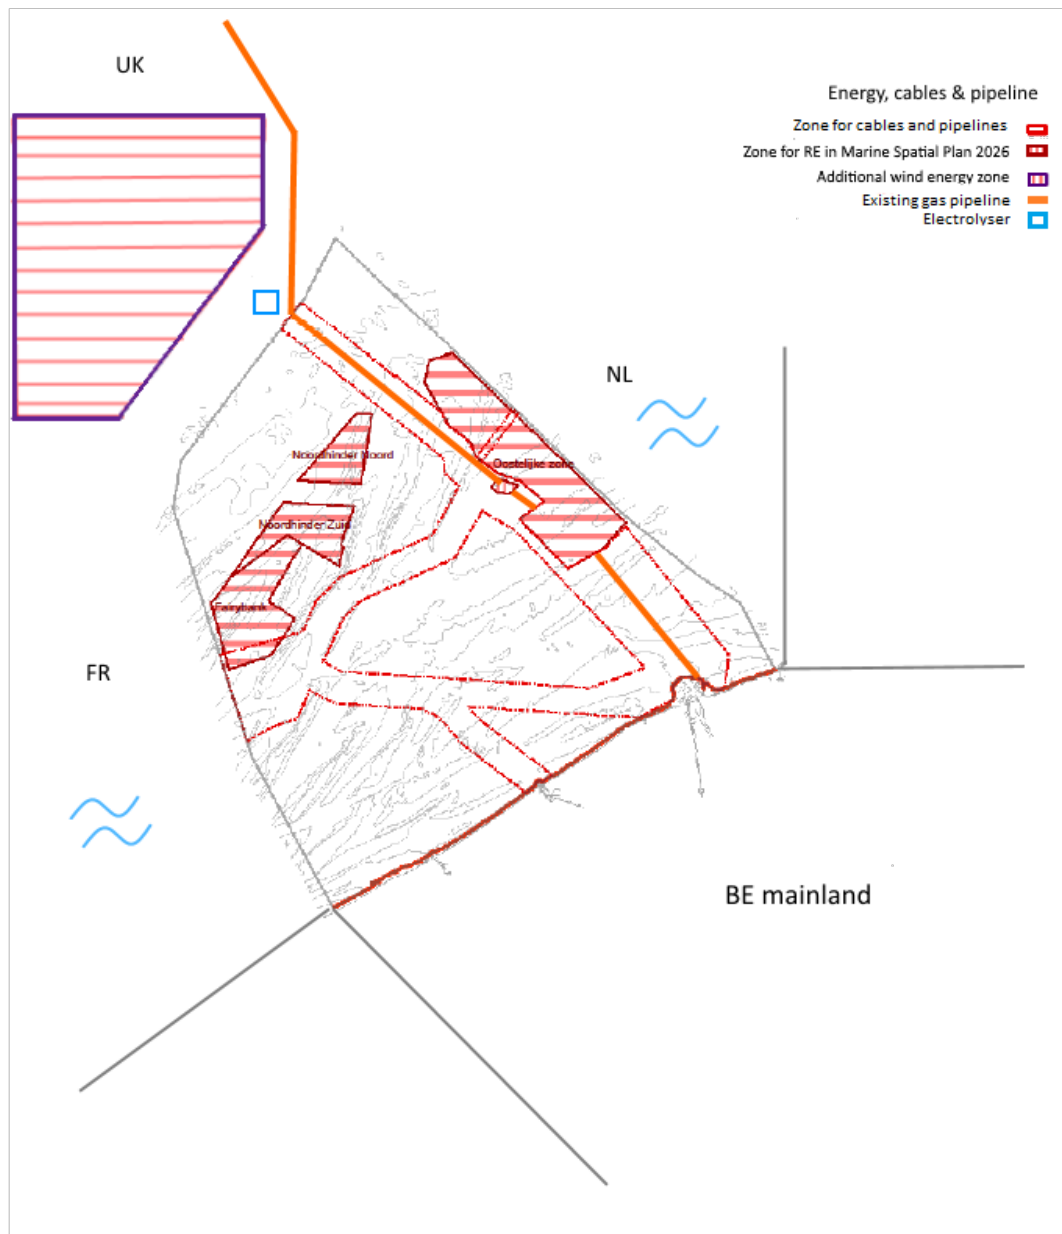 UK
Energy, cables & pipeline
Zone for cables and pipelines
Zone for RE in Marine Spatial Plan 2026
Additional wind energy zone
Existing gas pipeline
Electrolyser
NL
Noordhinder Noord
Oostelijke zone
Noordhinder Zuid
Fairybank
FR
BE mainland